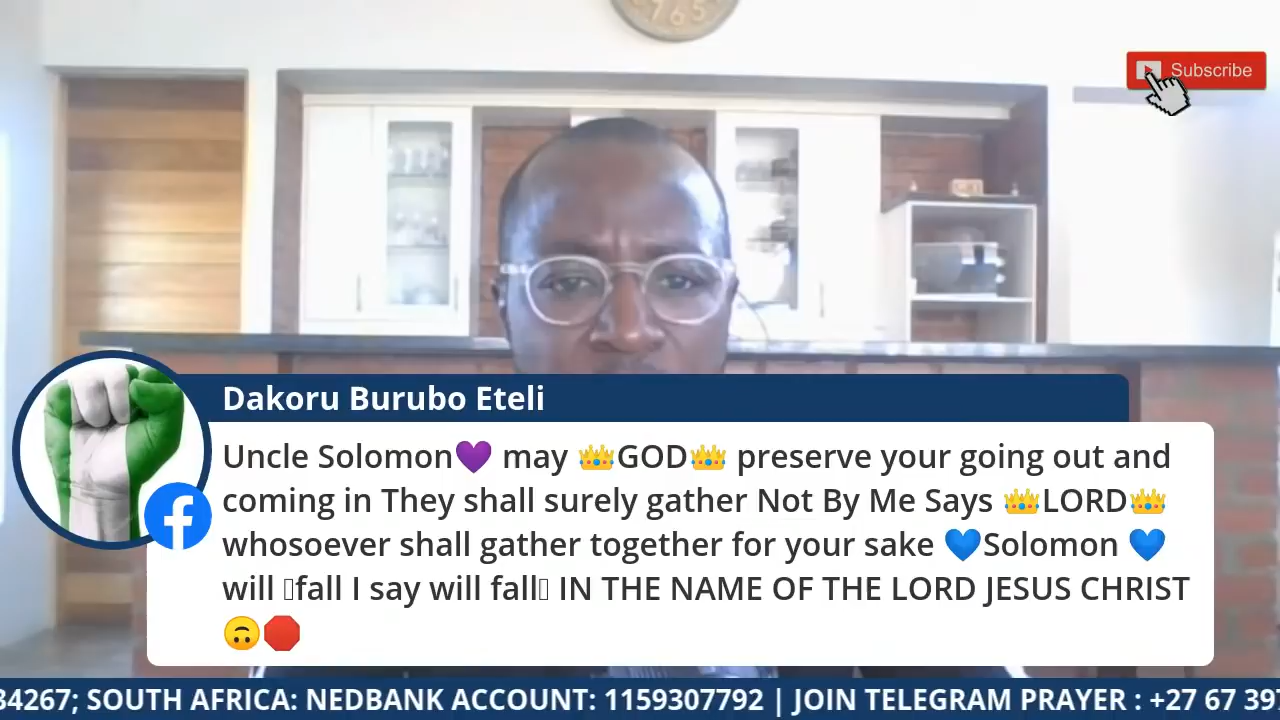 765
Subscribe
Dakoru Burubo Eteli
Uncle Solomon💜 may 👑GOD👑 preserve your going out and
coming in They shall surely gather Not By Me Says 👑LORD👑
whosoever shall gather together for your sake 💙Solomon 💙
will ▯fall I say will fall▯ IN THE NAME OF THE LORD JESUS CHRIST
🙃🛑
34267; SOUTH AFRICA: NEDBANK ACCOUNT: 1159307792 | JOIN TELEGRAM PRAYER : +27 67 397